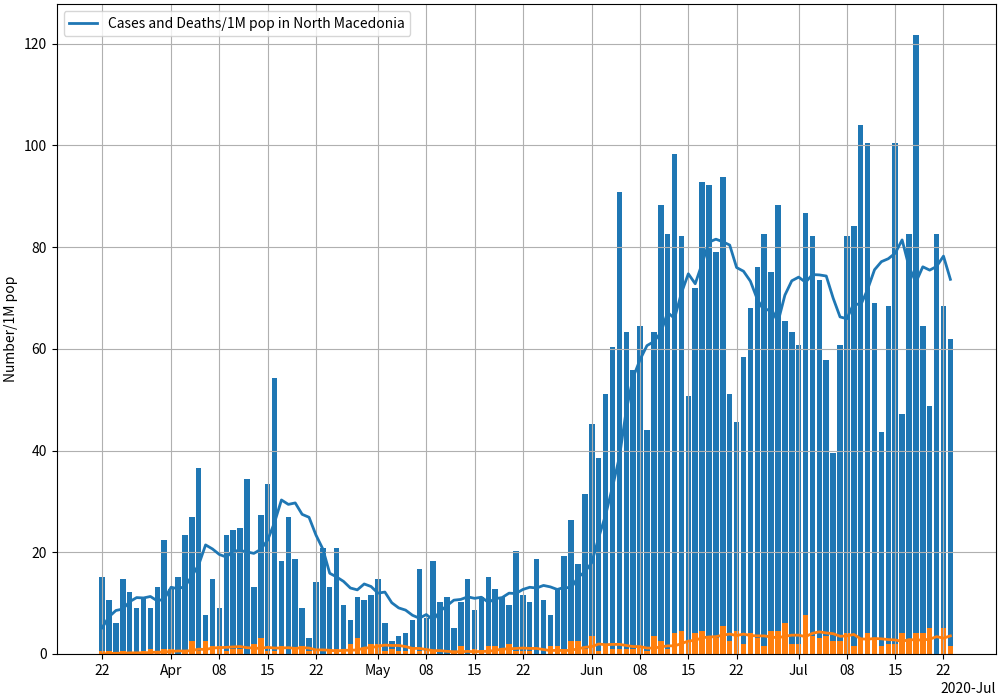 Cases and Deaths/1M pop in North Macedonia
Number/1M pop
120
100
80
60
40
20
0
22 Apr 08 15 22 May 08 15 22 Jun 08 15 22 Jul 08 15 22
2020-Jul